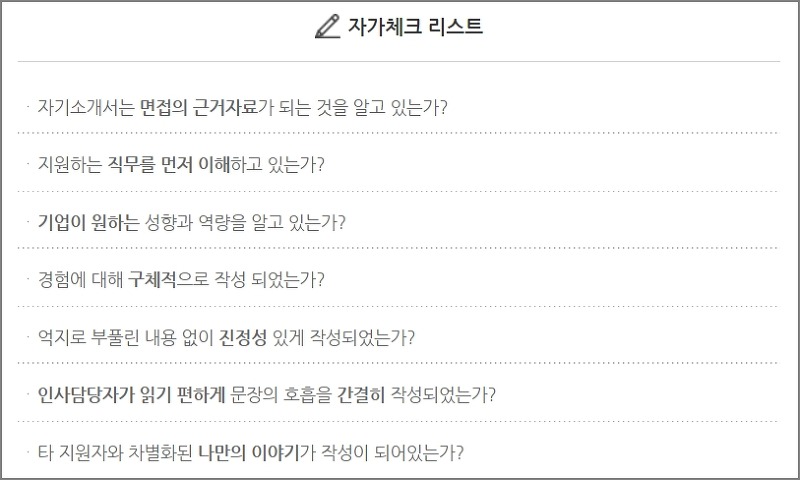 자가체크 리스트
· 자기소개서는 면접의 근거자료가 되는 것을 알고 있는가?
· 지원하는 직무를 먼저 이해하고 있는가?
· 기업이 원하는 성향과 역량을 알고 있는가?
· 경험에 대해 구체적으로 작성 되었는가?
· 억지로 부풀린 내용 없이 진정성 있게 작성되었는가?
· 인사담당자가 읽기 편하게 문장의 호흡을 간결히 작성되었는가?
· 타 지원자와 차별화된 나만의 이야기가 작성이 되어있는가?